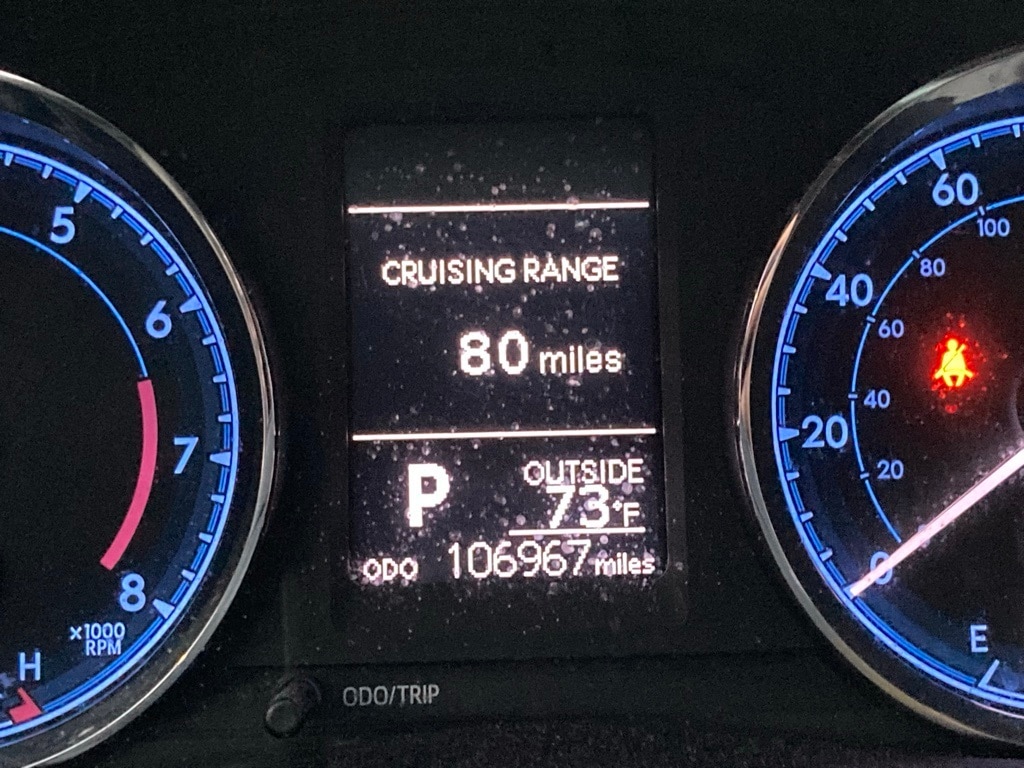 5
6
7
8
x1000
RPM
H
CRUISING RANGE
80 miles
P
OUTSIDE
73°F
ODO 106967 miles
ODO/TRIP
60
40
20
0
100
80
60
40
20
E